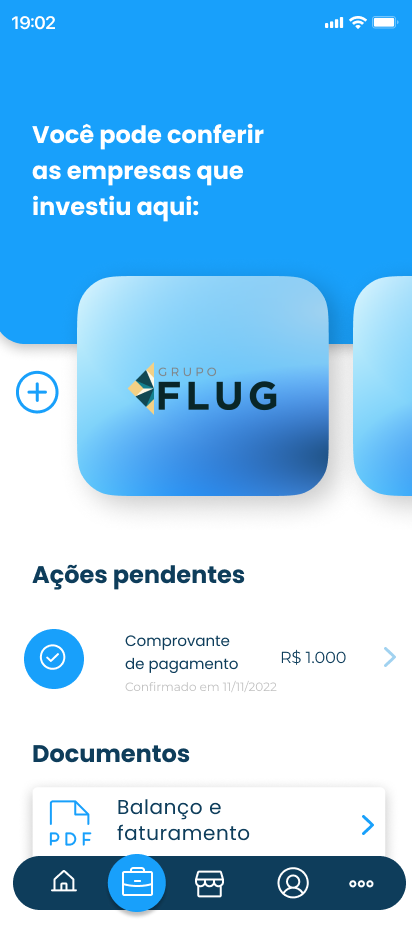 19:02
Você pode conferir
as empresas que
investiu aqui:
GRUPO
FLUG
Ações pendentes
Comprovante
de pagamento
R$ 1.000
Confirmado em 11/11/2022
Documentos
PDF
Balanço e
faturamento